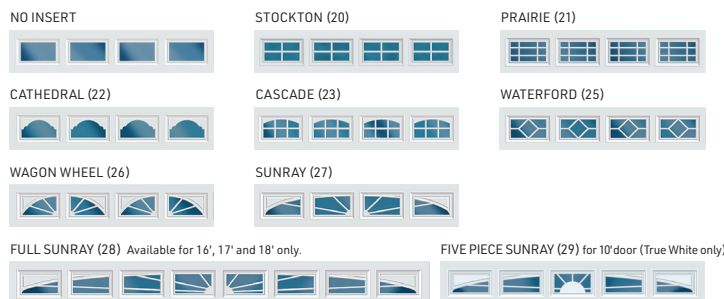 NO INSERT
STOCKTON (20)
PRAIRIE (21)
CATHEDRAL (22)
CASCADE (23)
WATERFORD (25)
WAGON WHEEL (26)
SUNRAY (27)
FULL SUNRAY (28) Available for 16', 17' and 18' only.
FIVE PIECE SUNRAY (29) for 10'door (True White only)